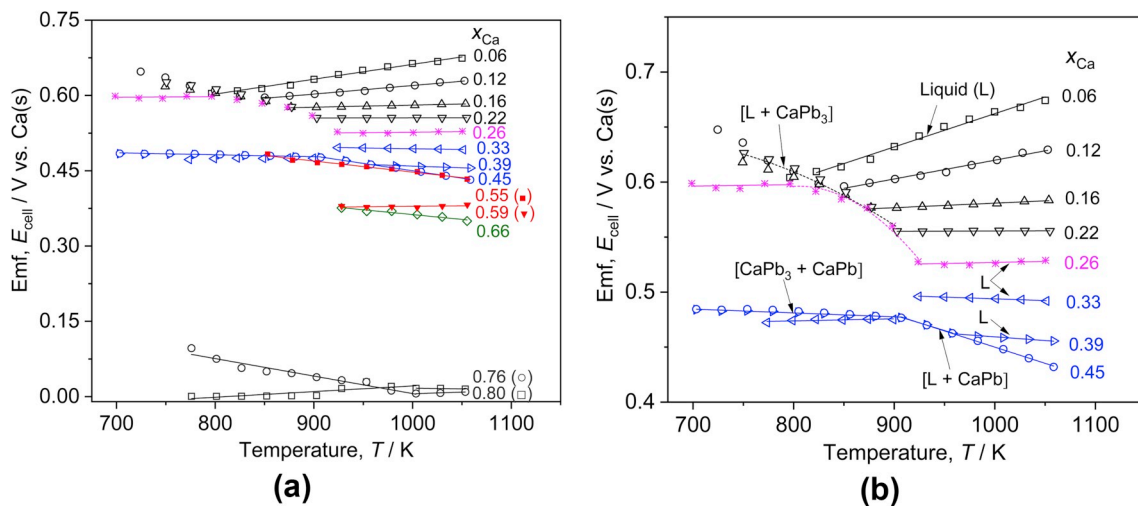 0.75
0.60
0.45
0.30
0.15
0.00
Emf, E_cell / V vs. Ca(s)
x_Ca
0.06
0.12
0.16
0.22
0.26
0.33
0.39
0.45
0.55 (■)
0.59 (▼)
0.66
0.76 (○)
0.80 (□)
700 800 900 1000 1100
Temperature, T / K
(a)
0.7
0.6
0.5
0.4
Emf, E_cell / V vs. Ca(s)
x_Ca
Liquid (L)
0.06
[L + CaPb₃]
0.12
0.16
0.22
0.26
[CaPb₃ + CaPb]
L
0.33
L
0.39
[L + CaPb]
0.45
700 800 900 1000 1100
Temperature, T / K
(b)